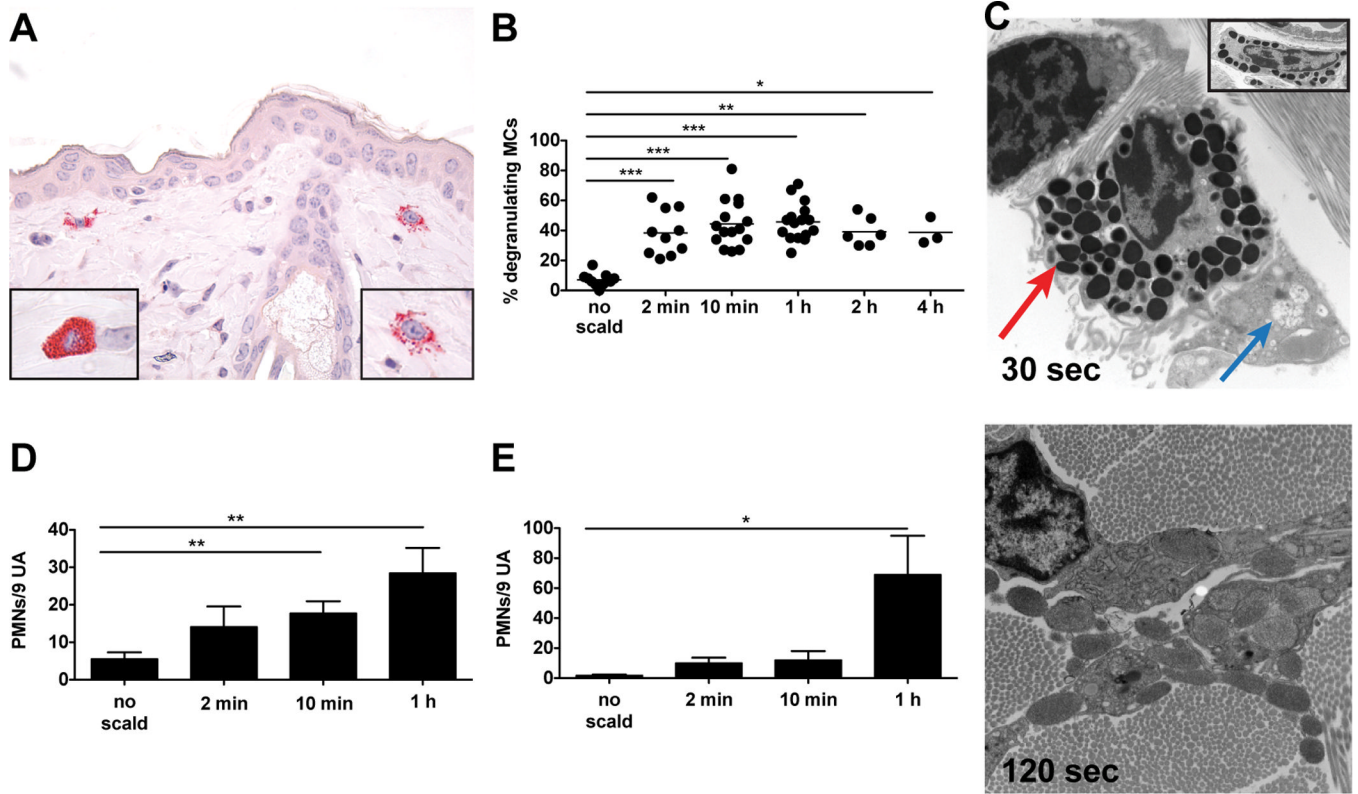 A
B
*
**
***
***
***
% degranulating MCs
100
80
60
40
20
0
no scald
2 min
10 min
1 h
2 h
4 h
C
30 sec
120 sec
D
**
**
PMNs/9 UA
40
30
20
10
0
no scald
2 min
10 min
1 h
E
*
PMNs/9 UA
100
80
60
40
20
0
no scald
2 min
10 min
1 h